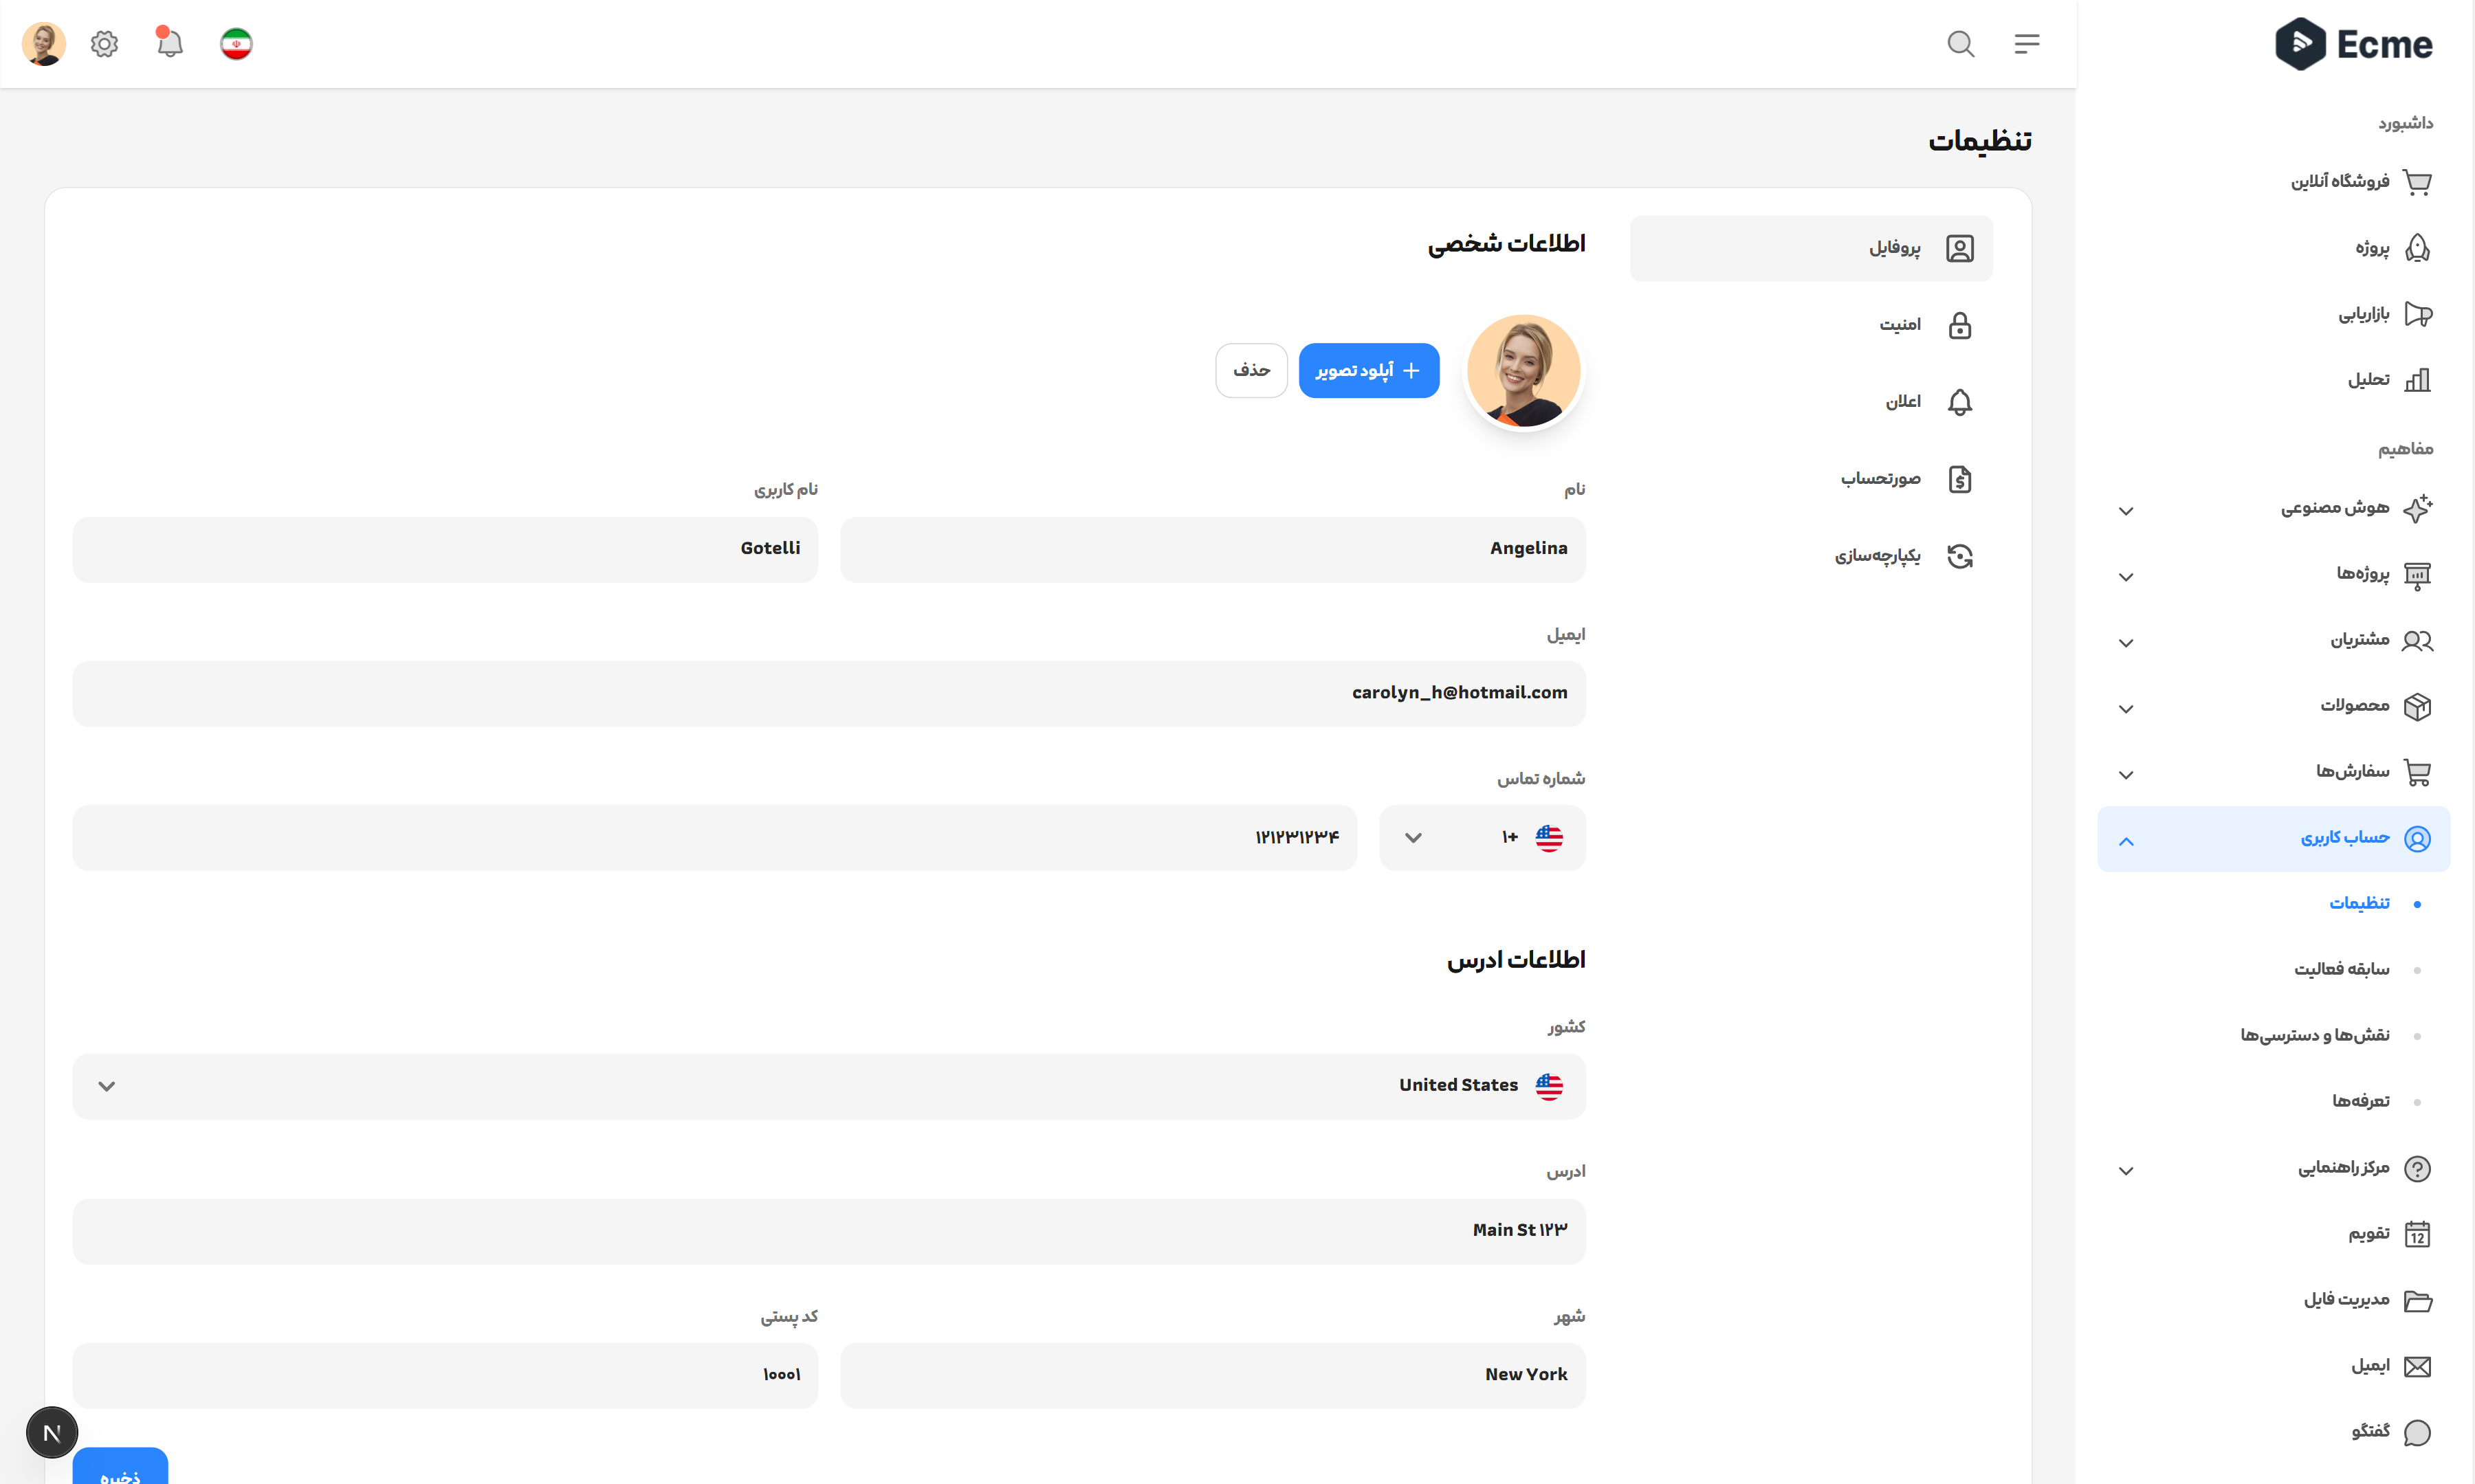 Ecme
داشبورد
فروشگاه آنلاین
پروژه
بازاریابی
تحلیل
مفاهیم
هوش مصنوعی
پروژه‌ها
مشتریان
محصولات
سفارش‌ها
حساب کاربری
تنظیمات
سابقه فعالیت
نقش‌ها و دسترسی‌ها
تعرفه‌ها
مرکز راهنمایی
12
تقویم
مدیریت فایل
ایمیل
گفتگو
تنظیمات
پروفایل
امنیت
اعلان
صورتحساب
یکپارچه‌سازی
اطلاعات شخصی
آپلود تصویر
حذف
نام
نام کاربری
Angelina
Gotelli
ایمیل
carolyn_h@hotmail.com
شماره تماس
+۱
۱۲۱۲۳۱۲۳۴
اطلاعات ادرس
کشور
United States
ادرس
۱۲۳ Main St
شهر
کد پستی
New York
۱۰۰۰۱
ذخیره
N